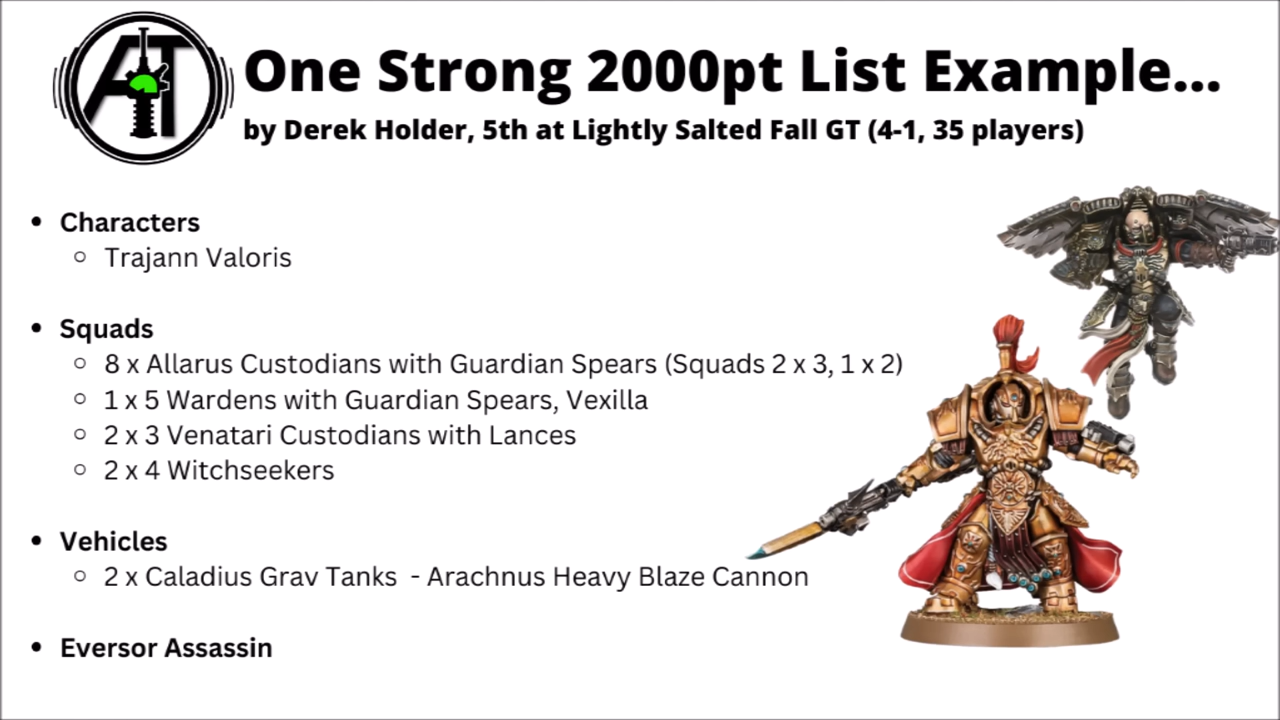 AT
One Strong 2000pt List Example...
by Derek Holder, 5th at Lightly Salted Fall GT (4-1, 35 players)
• Characters
○ Trajann Valoris
• Squads
○ 8 x Allarus Custodians with Guardian Spears (Squads 2 x 3, 1 x 2)
○ 1 x 5 Wardens with Guardian Spears, Vexilla
○ 2 x 3 Venatari Custodians with Lances
○ 2 x 4 Witchseekers
• Vehicles
○ 2 x Caladius Grav Tanks - Arachnus Heavy Blaze Cannon
• Eversor Assassin